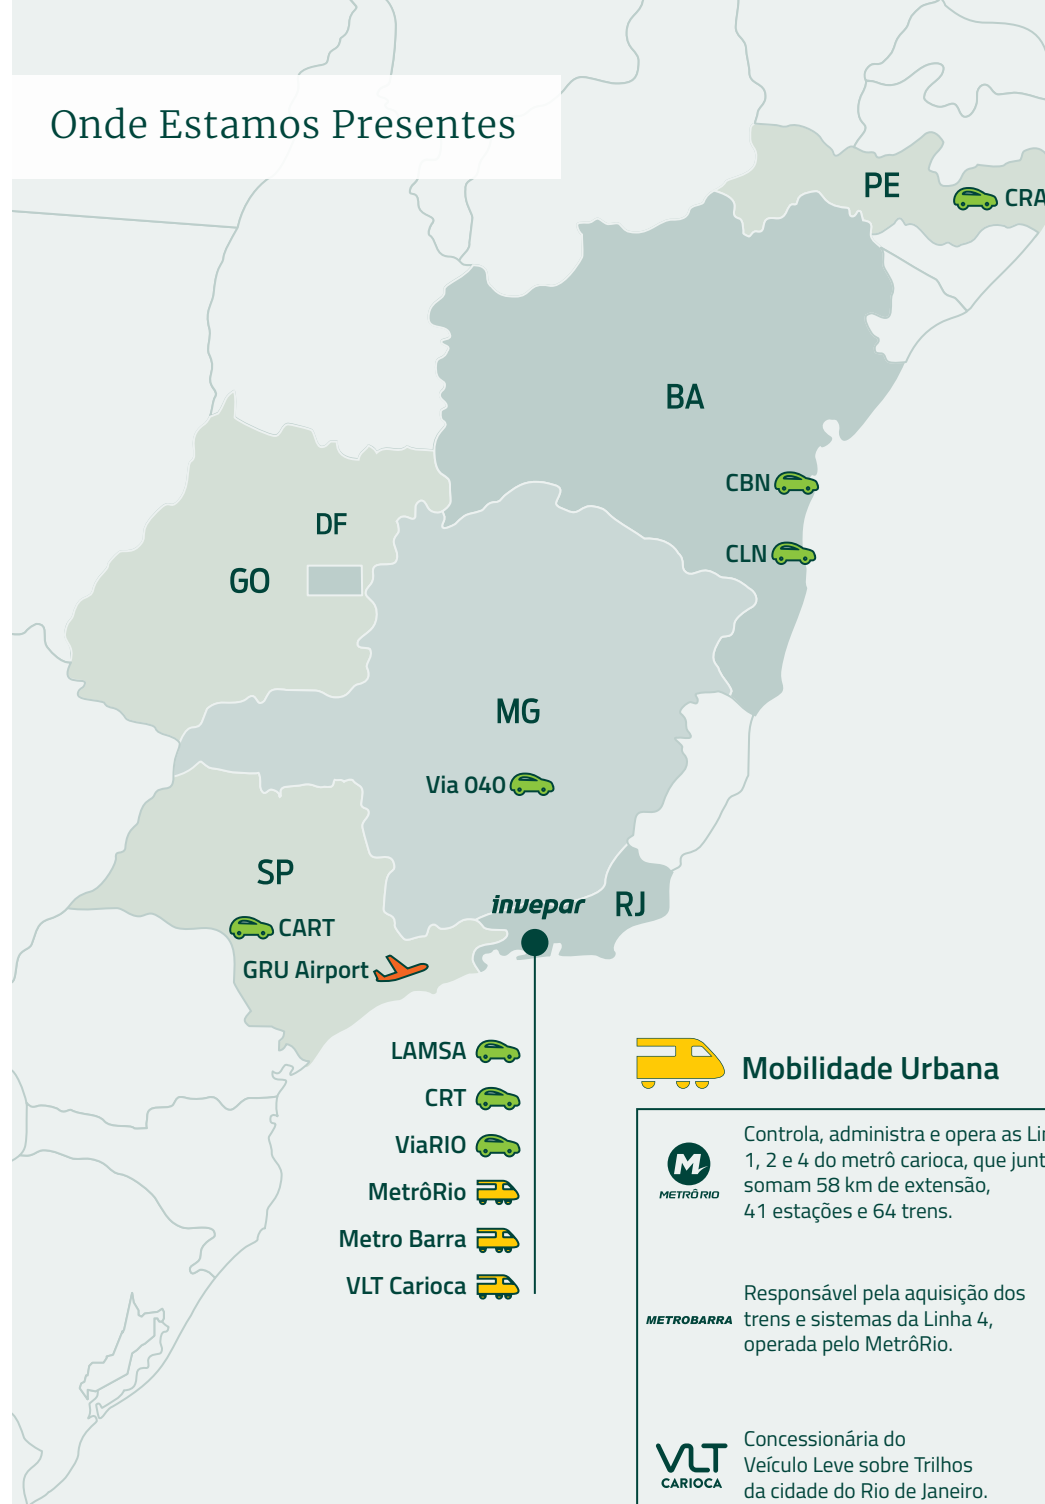 Onde Estamos Presentes
PE
CRA
BA
CBN
CLN
DF
GO
MG
Via 040
SP
CART
GRU Airport
invepar
RJ
LAMSA
CRT
ViaRIO
MetrôRio
Metro Barra
VLT Carioca
Mobilidade Urbana
METRÔ RIO
Controla, administra e opera as Lin
1, 2 e 4 do metrô carioca, que junt
somam 58 km de extensão,
41 estações e 64 trens.
METROBARRA
Responsável pela aquisição dos
trens e sistemas da Linha 4,
operada pelo MetrôRio.
VLT
CARIOCA
Concessionária do
Veículo Leve sobre Trilhos
da cidade do Rio de Janeiro.